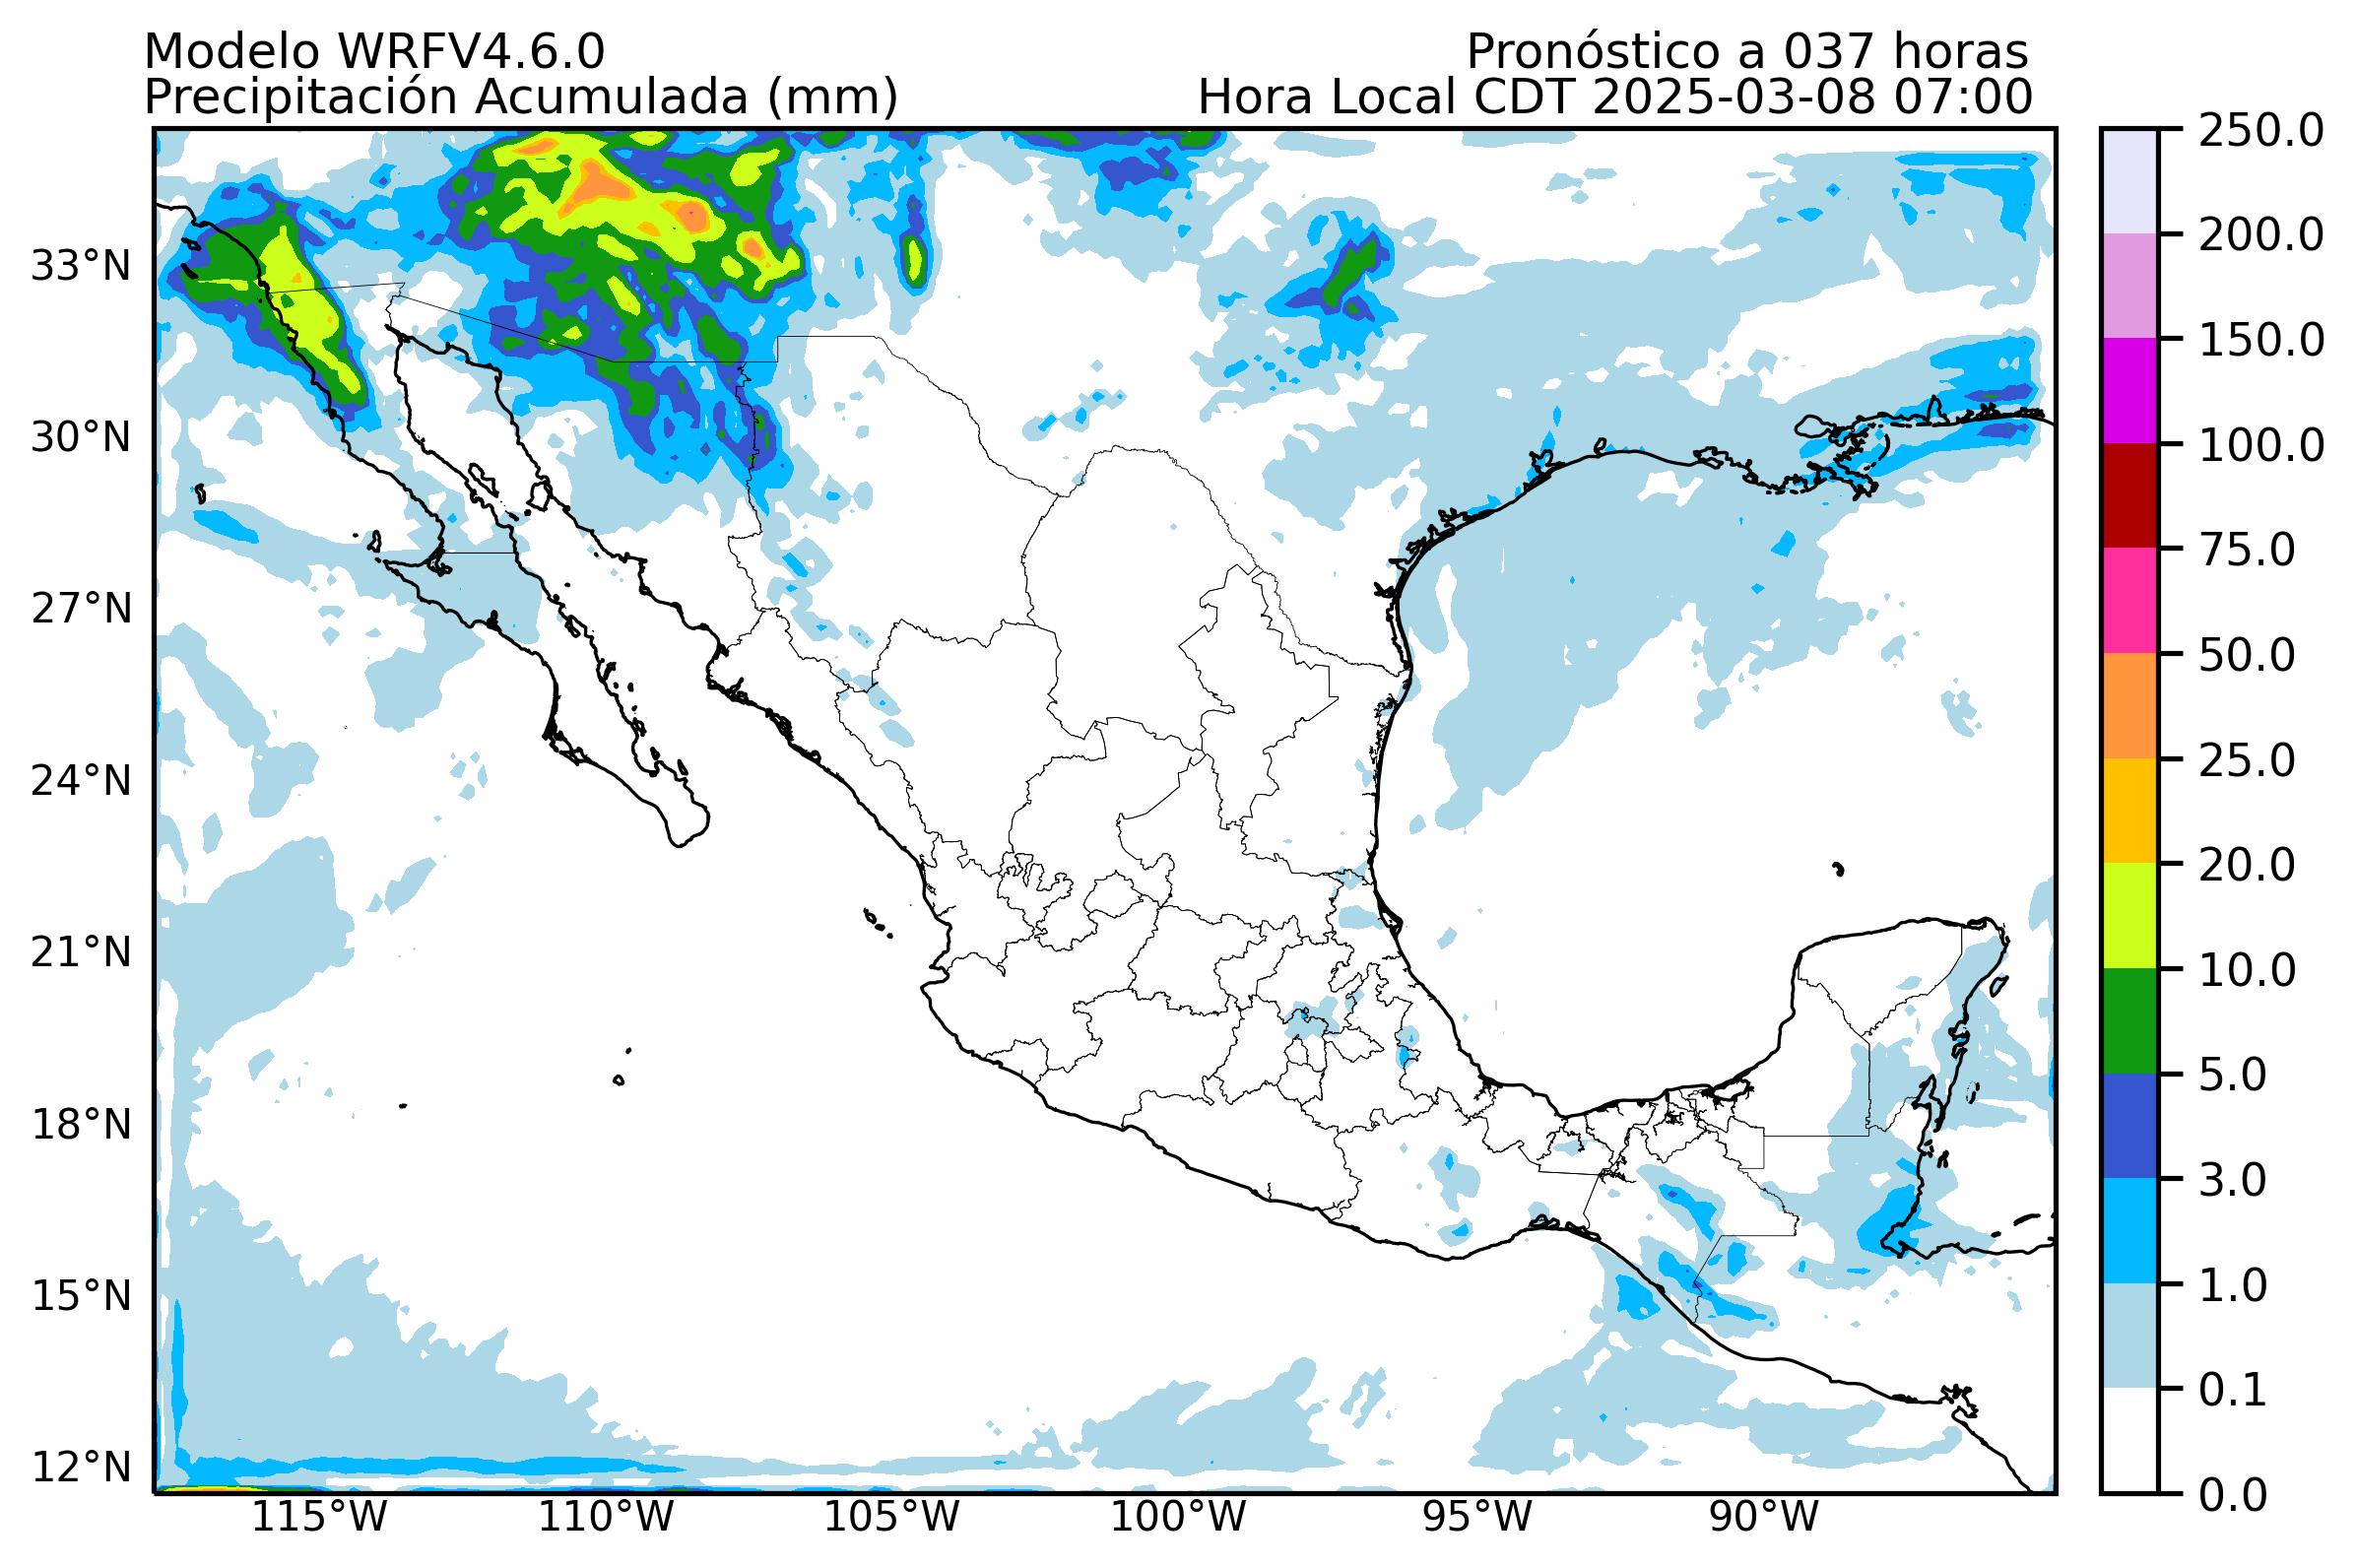 Modelo WRFV4.6.0
Pronóstico a 037 horas
Precipitación Acumulada (mm)
Hora Local CDT 2025-03-08 07:00
33°N
30°N
27°N
24°N
21°N
18°N
15°N
12°N
115°W
110°W
105°W
100°W
95°W
90°W
250.0
200.0
150.0
100.0
75.0
50.0
25.0
20.0
10.0
5.0
3.0
1.0
0.1
0.0